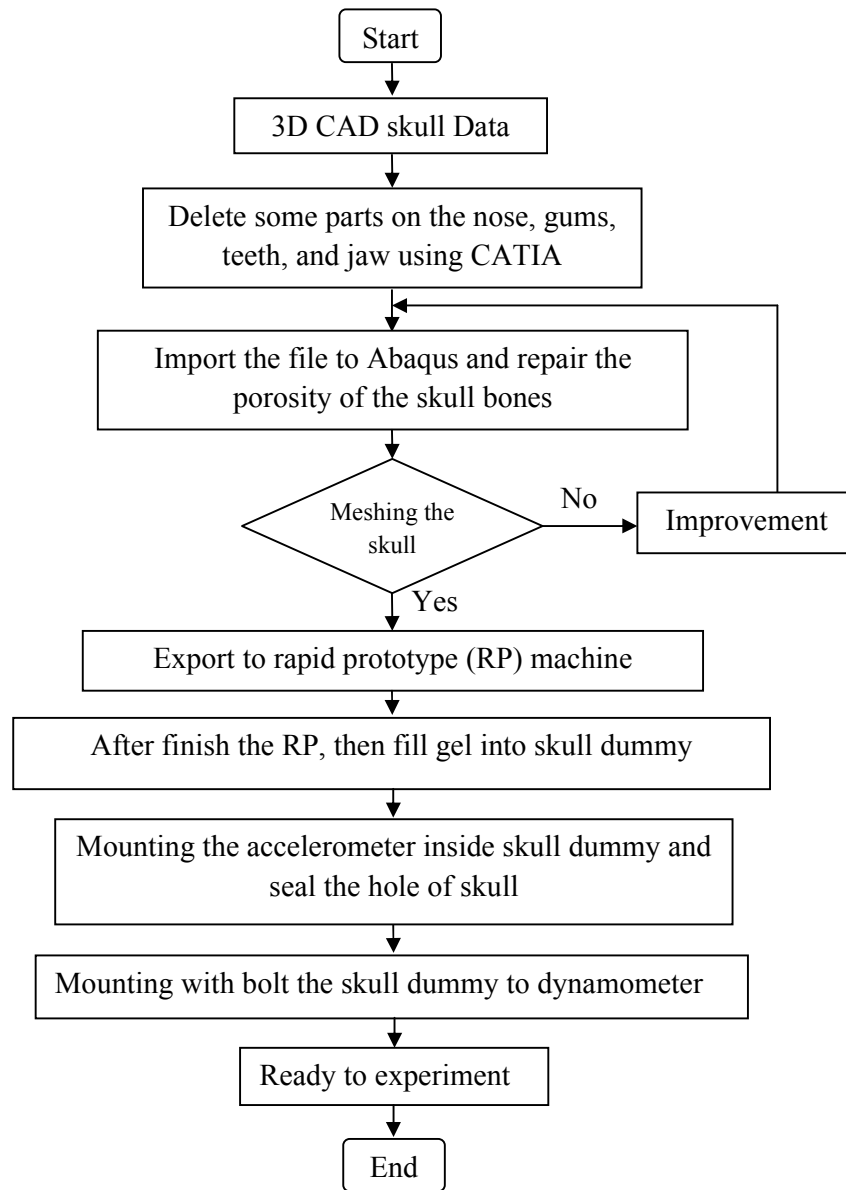 Start
3D CAD skull Data
Delete some parts on the nose, gums,
teeth, and jaw using CATIA
Import the file to Abaqus and repair the
porosity of the skull bones
Meshing the
skull
No
Improvement
Yes
Export to rapid prototype (RP) machine
After finish the RP, then fill gel into skull dummy
Mounting the accelerometer inside skull dummy and
seal the hole of skull
Mounting with bolt the skull dummy to dynamometer
Ready to experiment
End